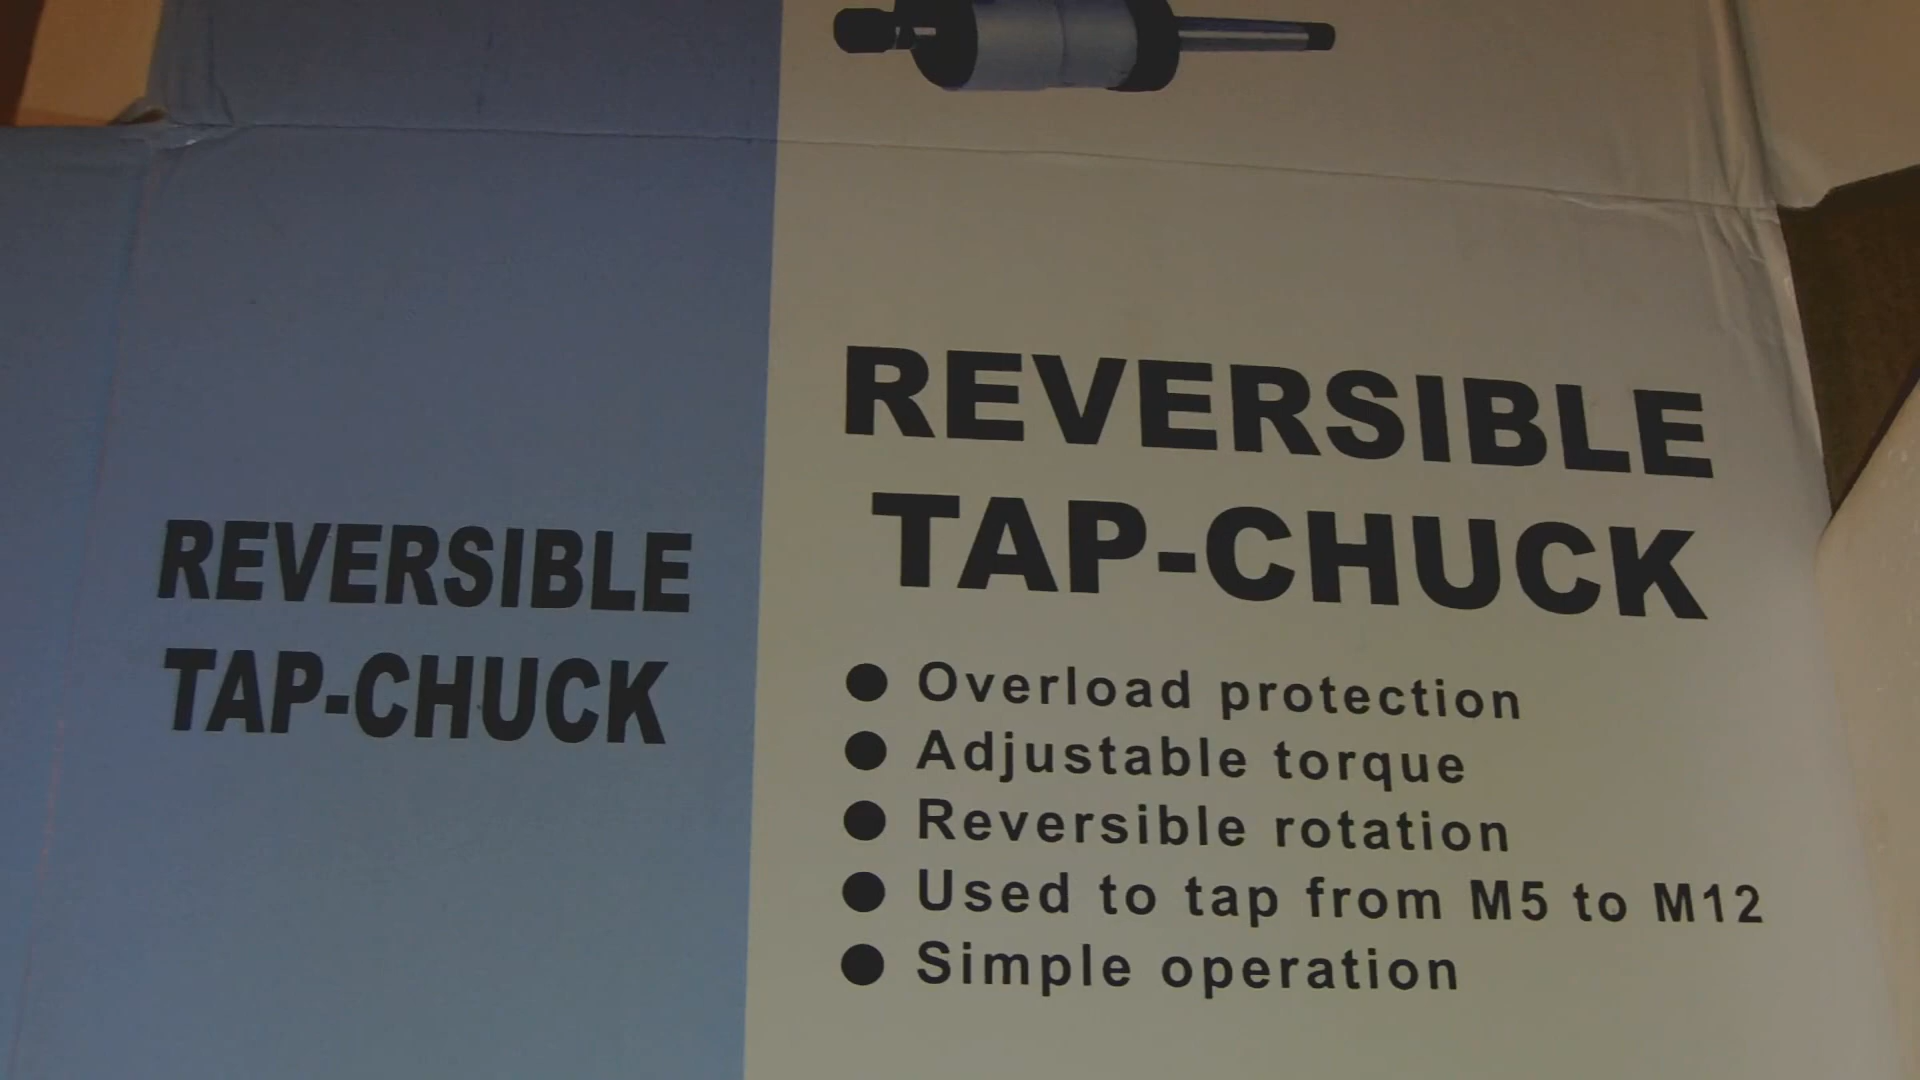 REVERSIBLE
TAP-CHUCK
REVERSIBLE
TAP-CHUCK
● Overload protection
● Adjustable torque
● Reversible rotation
● Used to tap from M5 to M12
● Simple operation